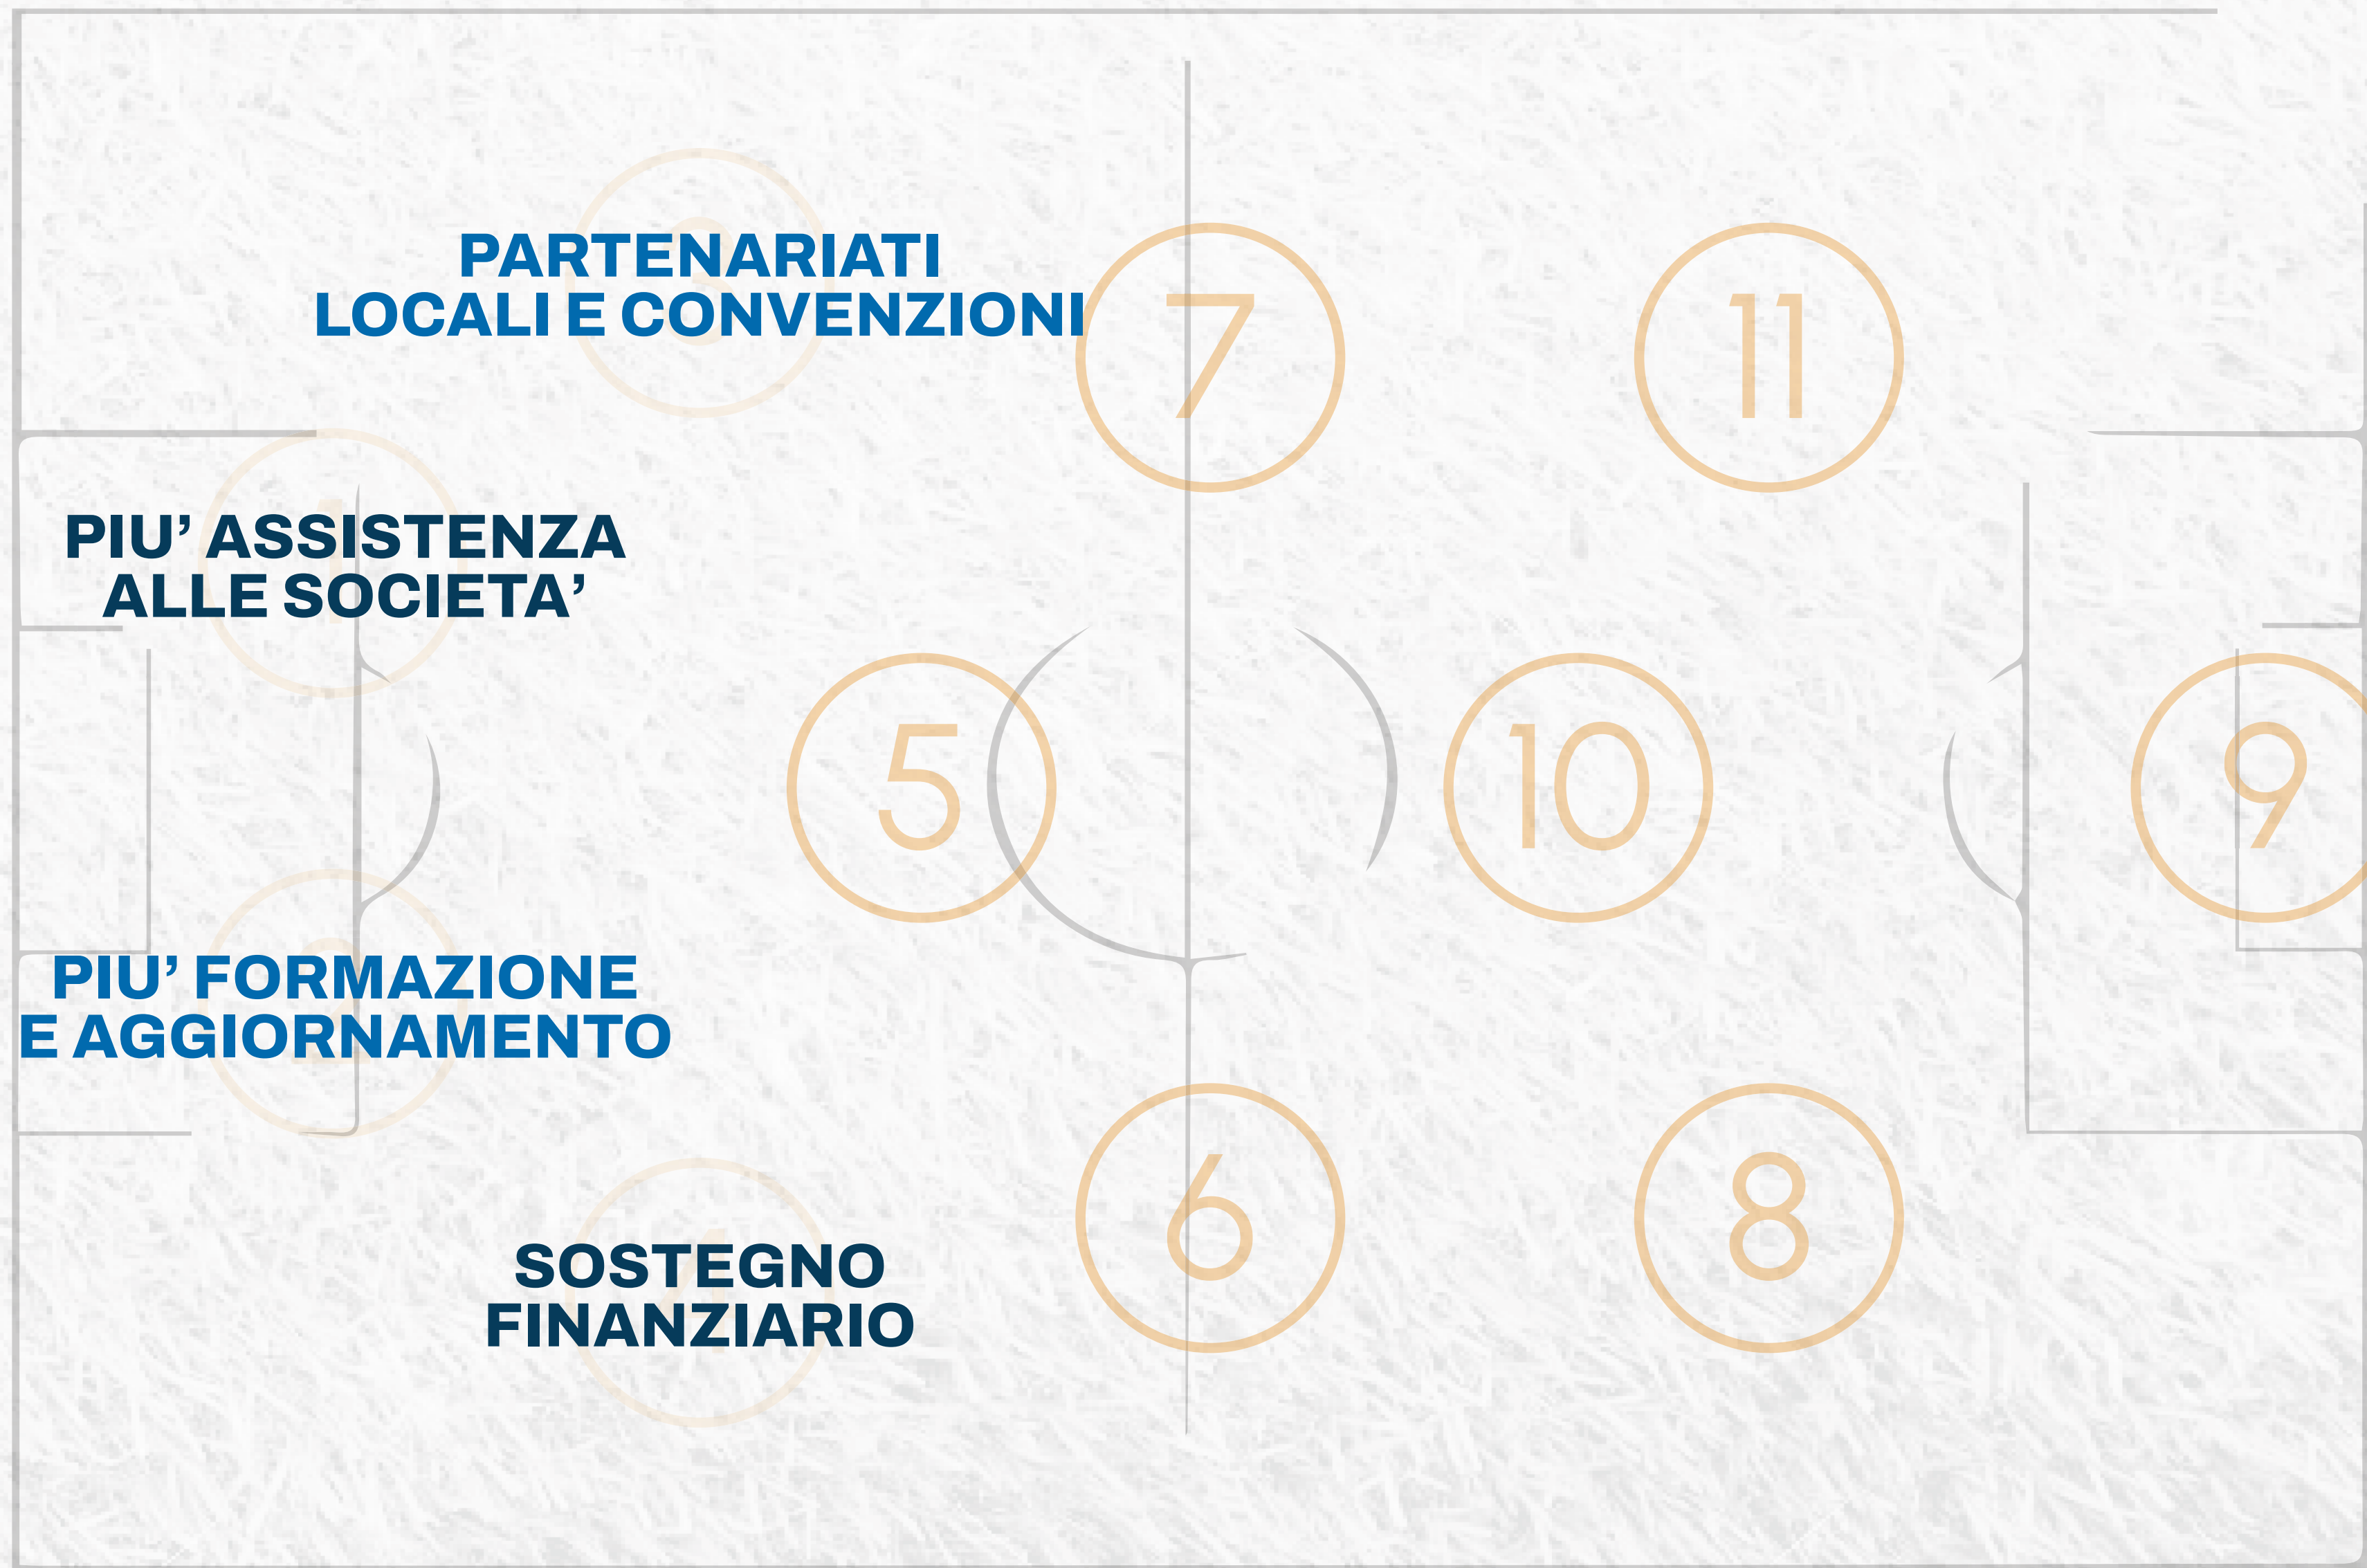 PARTENARIATI
LOCALI E CONVENZIONI
7
11
PIU’ ASSISTENZA
ALLE SOCIETA’
1
5
10
9
PIU’ FORMAZIONE
E AGGIORNAMENTO
6
8
SOSTEGNO
FINANZIARIO